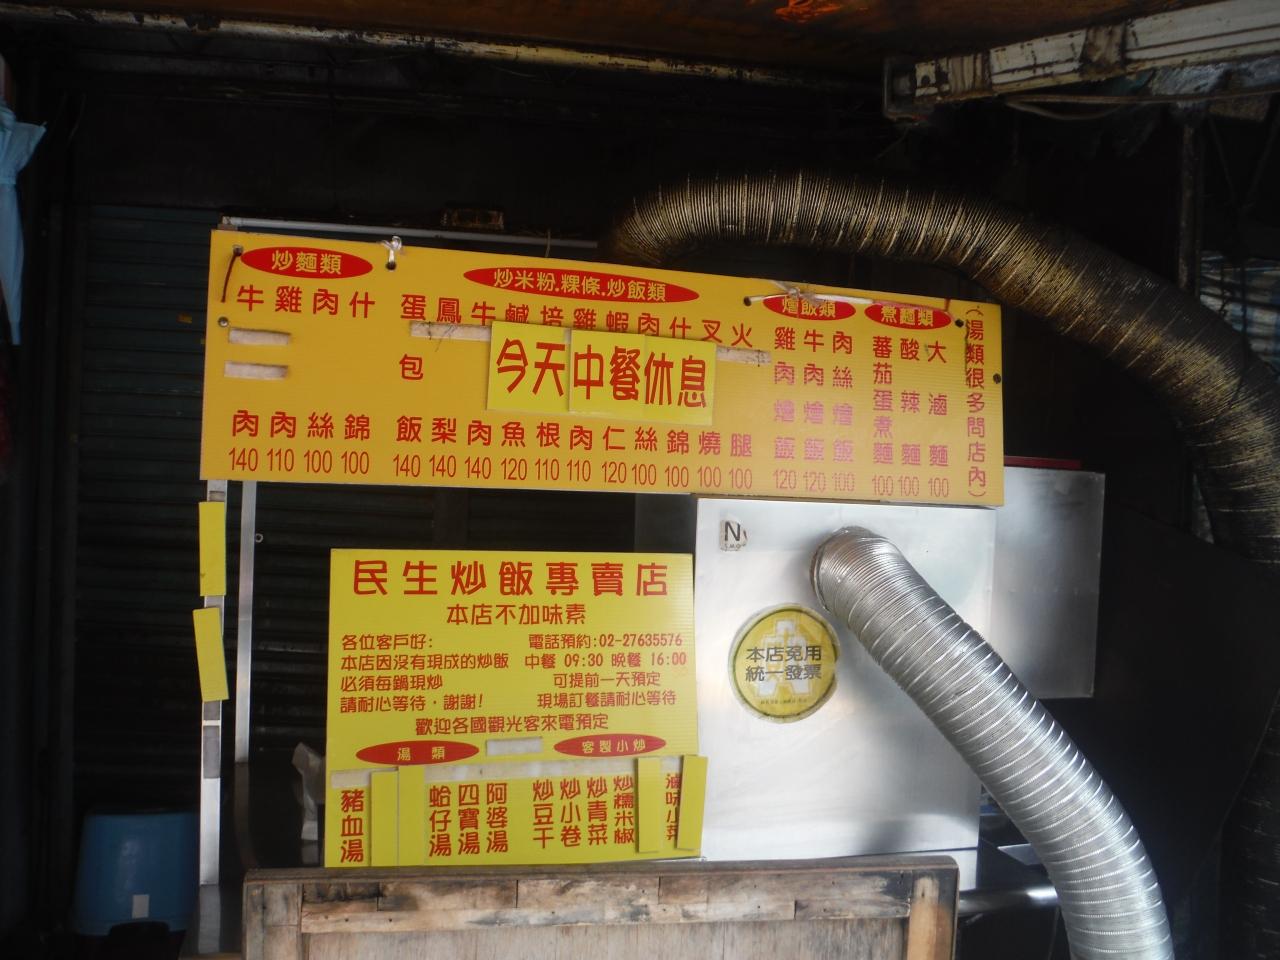 炒麵類
牛肉 140
雞肉 110
肉絲 100
什錦 100
炒米粉.粿條.炒飯類
蛋包飯 140
鳳梨 140
牛肉 140
鹹魚 120
培根 110
雞肉 110
蝦仁 120
肉絲 100
什錦 100
叉燒 100
火腿 100
燴飯類
雞肉燴飯 120
牛肉燴飯 120
肉絲燴飯 100
煮麵類
蕃茄蛋煮麵 100
酸辣麵 100
大滷麵 100
(湯類很多問店內)
今天中餐休息
民生炒飯專賣店
本店不加味素
各位客戶好:
本店因沒有現成的炒飯
必須每鍋現炒
請耐心等待,謝謝!
電話預約:02-27635576
中餐 09:30 晚餐 16:00
可提前一天預定
現場訂餐請耐心等待
歡迎各國觀光客來電預定
湯類
豬血湯
蛤仔湯
四寶湯
阿婆湯
客製小炒
炒豆干
炒小卷
炒青菜
炒糯米椒
滷味小菜
本店免用
統一發票